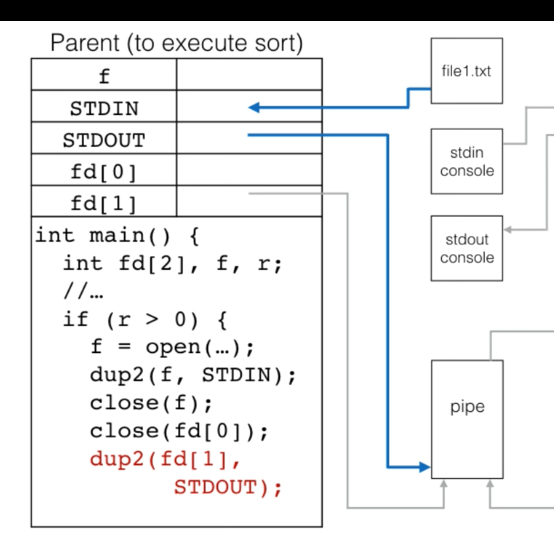 Parent (to execute sort)
f
STDIN
STDOUT
fd[0]
fd[1]
int main() {
int fd[2], f, r;
//…
if (r > 0) {
f = open(…);
dup2(f, STDIN);
close(f);
close(fd[0]);
dup2(fd[1],
STDOUT);
file1.txt
stdin
console
stdout
console
pipe